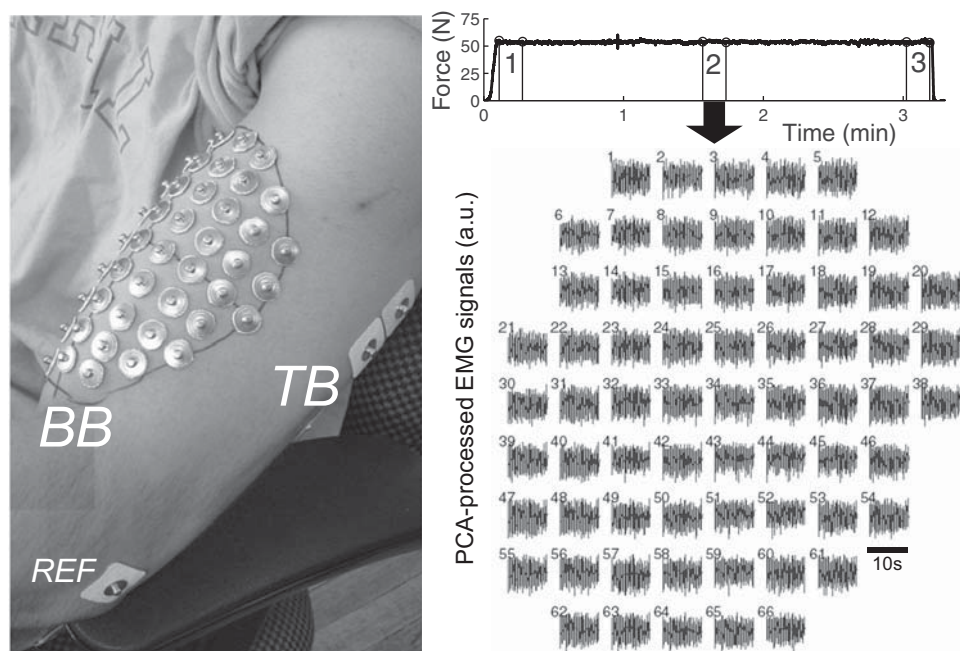 BB
TB
REF
Force (N)
75
50
25
0
1
2
3
0
1
2
3
Time (min)
PCA-processed EMG signals (a.u.)
1 2 3 4 5
6 7 8 9 10 11 12
13 14 15 16 17 18 19 20
21 22 23 24 25 26 27 28 29
30 31 32 33 34 35 36 37 38
39 40 41 42 43 44 45 46
47 48 49 50 51 52 53 54
55 56 57 58 59 60 61
10s
62 63 64 65 66